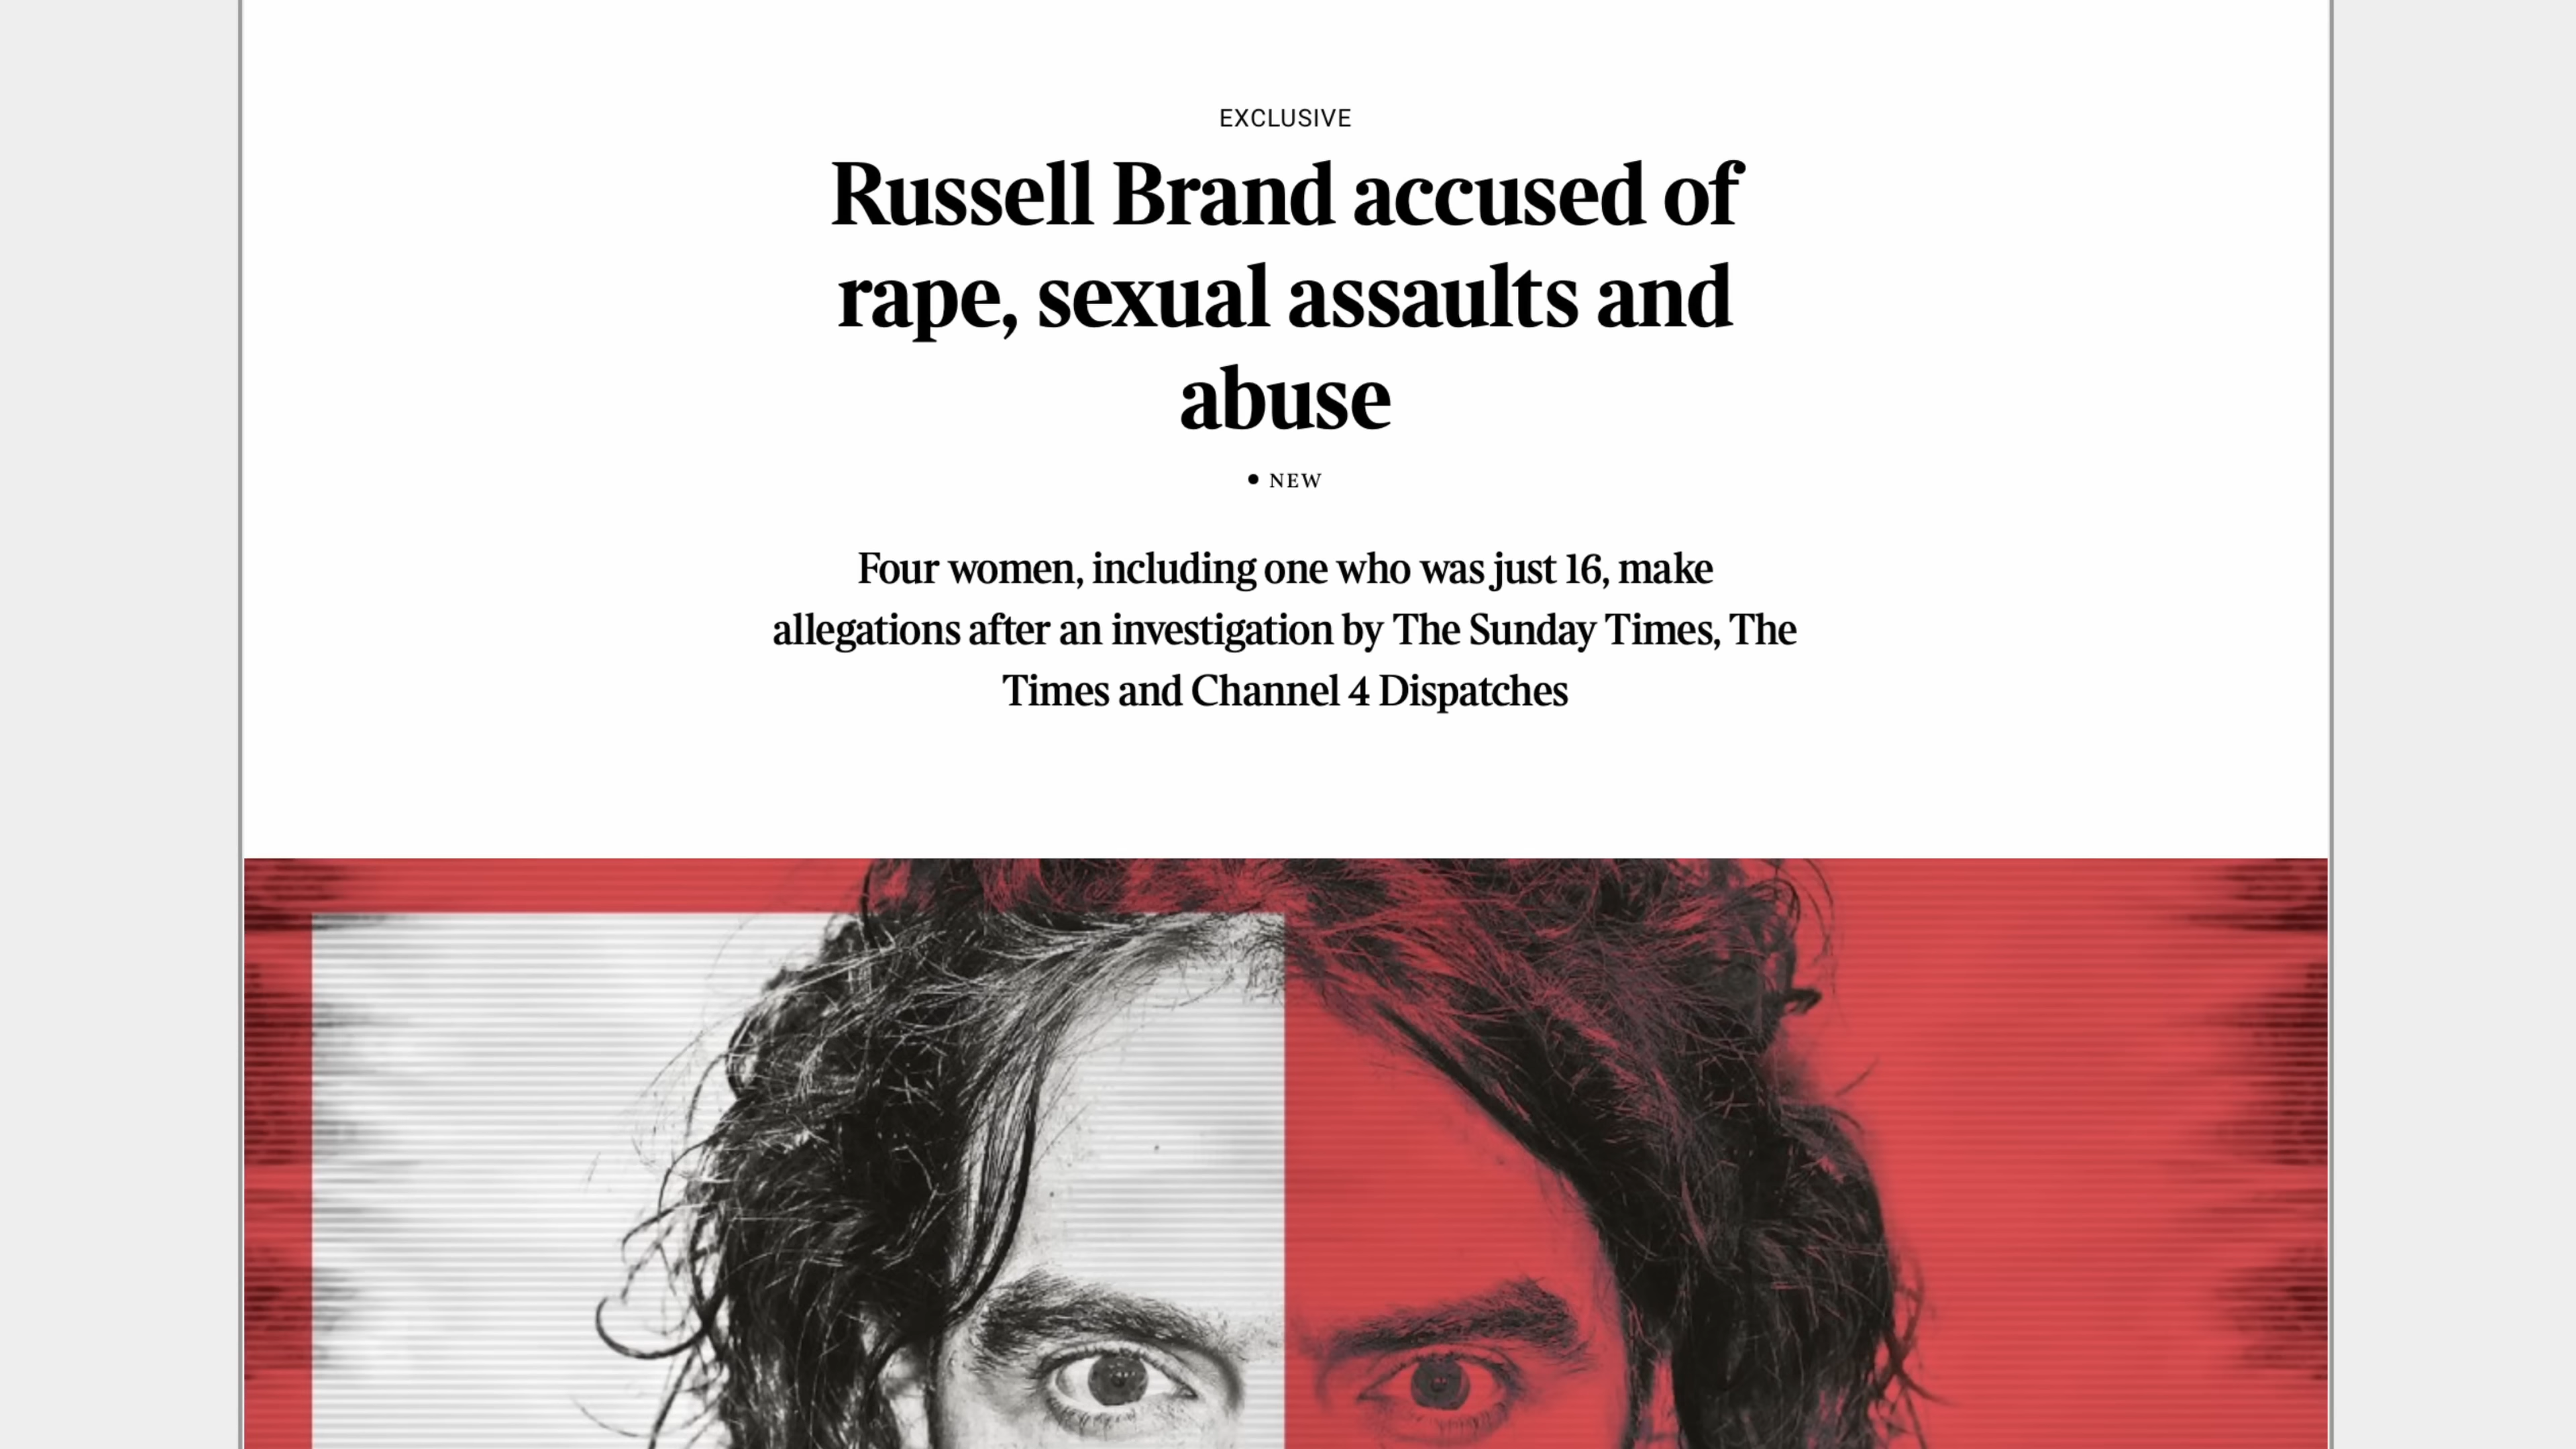 EXCLUSIVE
Russell Brand accused of
rape, sexual assaults and
abuse
• NEW
Four women, including one who was just 16, make
allegations after an investigation by The Sunday Times, The
Times and Channel 4 Dispatches